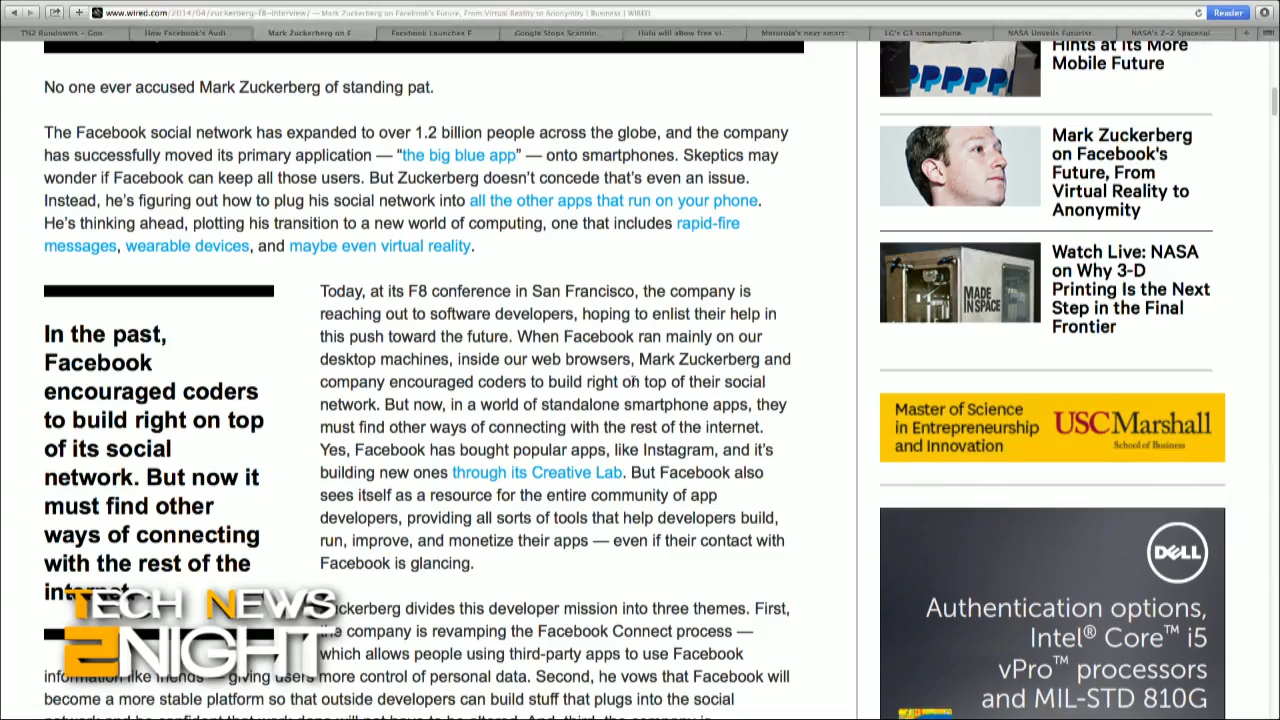 www.wired.com/2014/04/zuckerberg-f8-interview/ — Mark Zuckerberg on Facebook's Future, From Virtual Reality to Anonymity | Business | WIRED
Reader
TN2 Rundowns - Goo
How Facebook's Audi
Mark Zuckerberg on F
Facebook Launches F
Google Stops Scannin...
Hulu will allow free vi...
Motorola's next smart
LG's G3 smartphone
NASA Unveils Futurist
NASA's Z-2 Spacesui
No one ever accused Mark Zuckerberg of standing pat.
The Facebook social network has expanded to over 1.2 billion people across the globe, and the company
has successfully moved its primary application — “the big blue app” — onto smartphones. Skeptics may
wonder if Facebook can keep all those users. But Zuckerberg doesn’t concede that’s even an issue.
Instead, he’s figuring out how to plug his social network into all the other apps that run on your phone.
He’s thinking ahead, plotting his transition to a new world of computing, one that includes rapid-fire
messages, wearable devices, and maybe even virtual reality.
In the past,
Facebook
encouraged coders
to build right on top
of its social
network. But now it
must find other
ways of connecting
with the rest of the
internet.
Today, at its F8 conference in San Francisco, the company is
reaching out to software developers, hoping to enlist their help in
this push toward the future. When Facebook ran mainly on our
desktop machines, inside our web browsers, Mark Zuckerberg and
company encouraged coders to build right on top of their social
network. But now, in a world of standalone smartphone apps, they
must find other ways of connecting with the rest of the internet.
Yes, Facebook has bought popular apps, like Instagram, and it’s
building new ones through its Creative Lab. But Facebook also
sees itself as a resource for the entire community of app
developers, providing all sorts of tools that help developers build,
run, improve, and monetize their apps — even if their contact with
Facebook is glancing.
uckerberg divides this developer mission into three themes. First,
the company is revamping the Facebook Connect process —
which allows people using third-party apps to use Facebook
information like friends — giving users more control of personal data. Second, he vows that Facebook will
become a more stable platform so that outside developers can build stuff that plugs into the social
TECH NEWS
2NIGHT
Hints at Its More
Mobile Future
Mark Zuckerberg
on Facebook's
Future, From
Virtual Reality to
Anonymity
MADE
IN SPACE
Watch Live: NASA
on Why 3-D
Printing Is the Next
Step in the Final
Frontier
Master of Science
in Entrepreneurship
and Innovation
USC Marshall
School of Business
DELL
Authentication options,
Intel® Core™ i5
vPro™ processors
and MIL-STD 810G